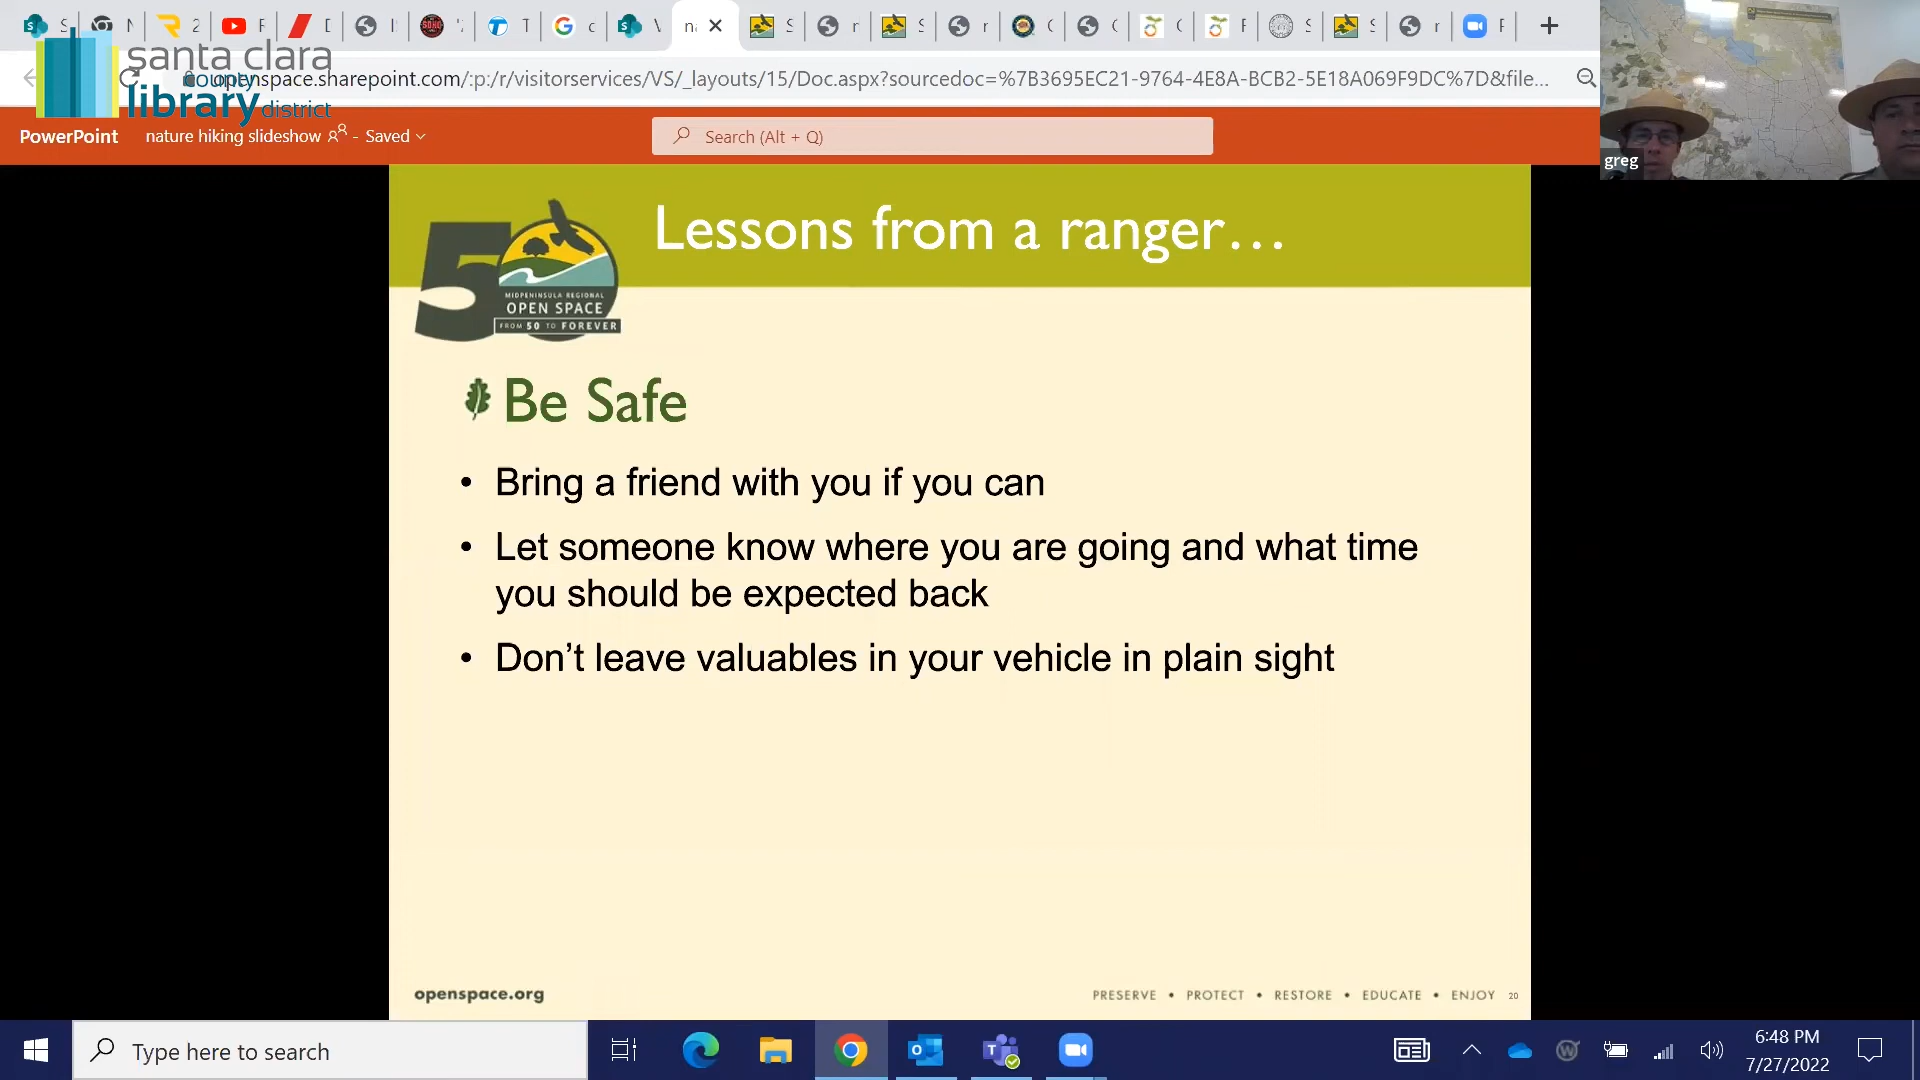 santa clara
county
library district
openspace.sharepoint.com/:p:/r/visitorservices/VS/_layouts/15/Doc.aspx?sourcedoc=%7B3695EC21-9764-4E8A-BCB2-5E18A069F9DC%7D&file...
PowerPoint
nature hiking slideshow - Saved
Search (Alt + Q)
greg
Lessons from a ranger...
50
MIDPENINSULA REGIONAL
OPEN SPACE
FROM 50 TO FOREVER
Be Safe
• Bring a friend with you if you can
• Let someone know where you are going and what time
you should be expected back
• Don't leave valuables in your vehicle in plain sight
openspace.org
PRESERVE • PROTECT • RESTORE • EDUCATE • ENJOY 20
Type here to search
6:48 PM
7/27/2022